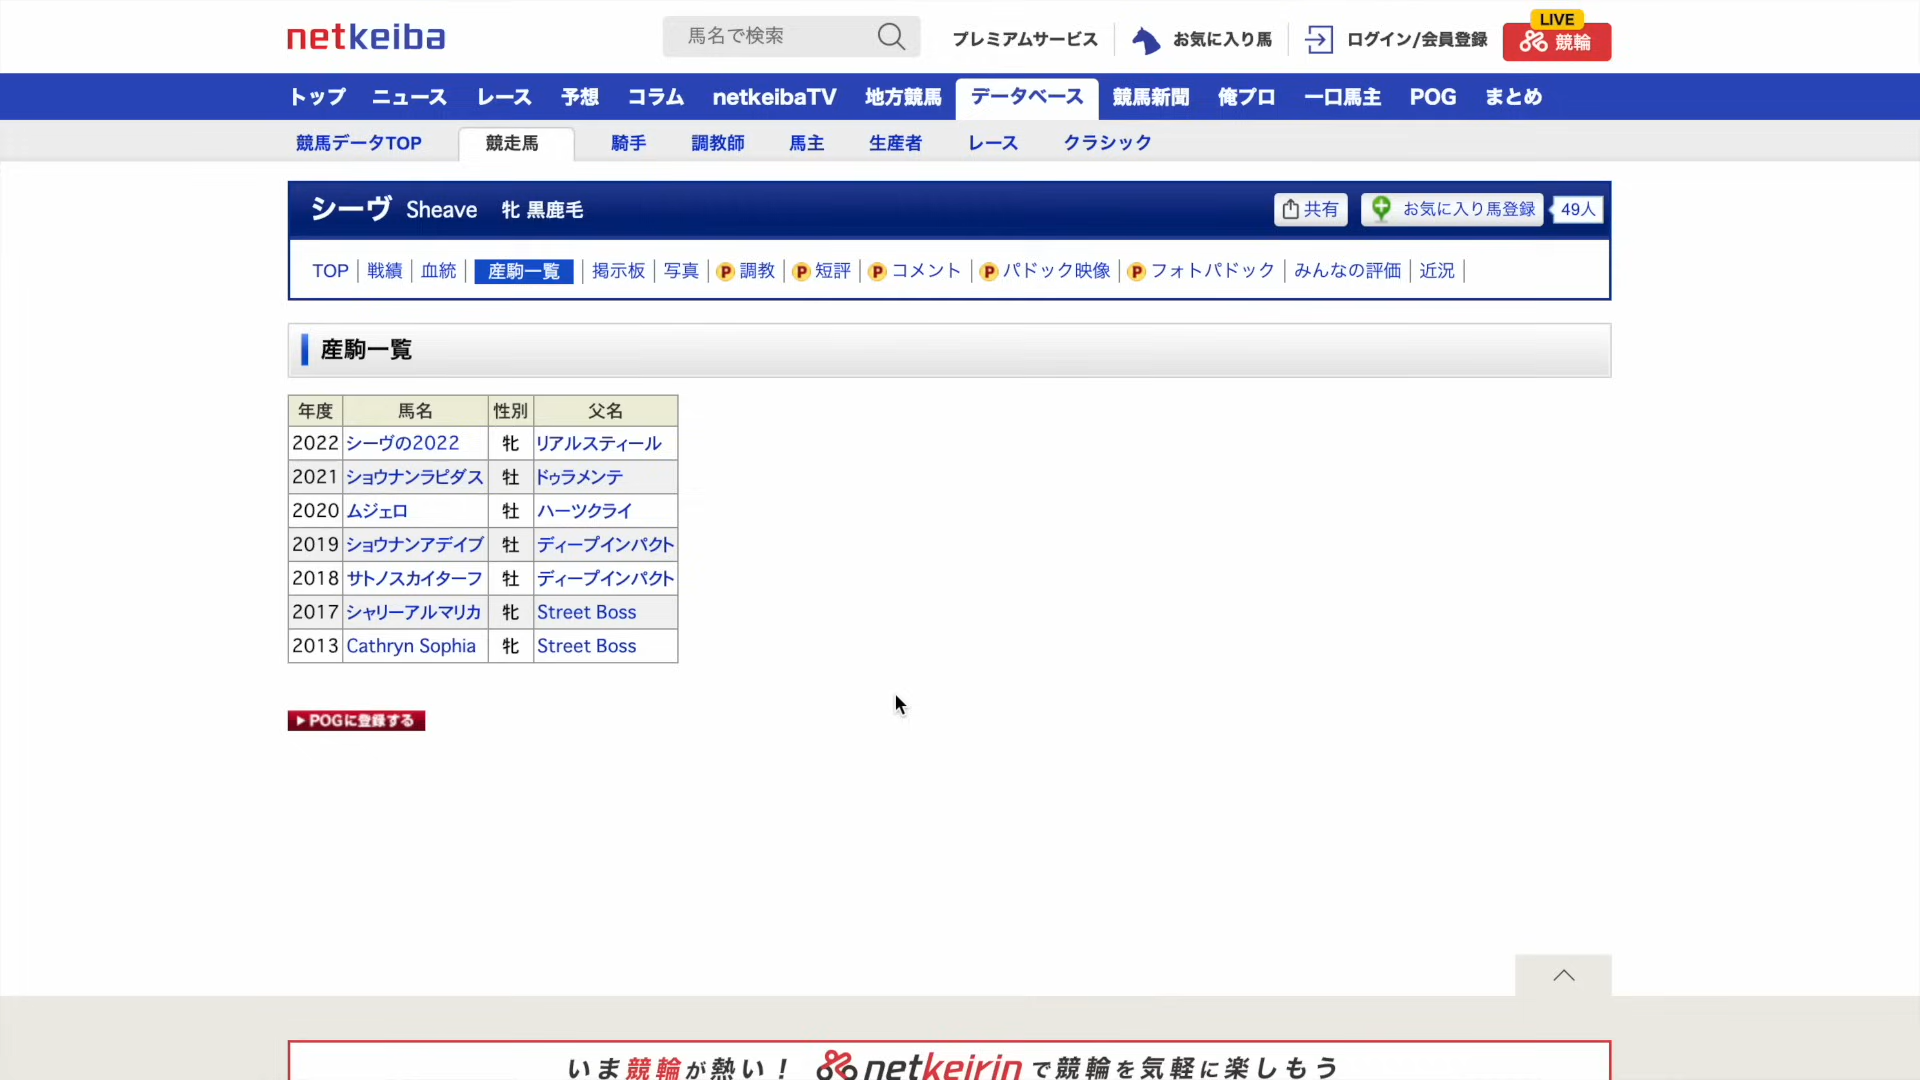 netkeiba 馬名で検索 プレミアムサービス お気に入り馬 ログイン/会員登録 LIVE 競輪
トップ ニュース レース 予想 コラム netkeibaTV 地方競馬 データベース 競馬新聞 俺プロ 一口馬主 POG まとめ
競馬データTOP 競走馬 騎手 調教師 馬主 生産者 レース クラシック
シーヴ Sheave 牝 黒鹿毛 共有 お気に入り馬登録 49人
TOP 戦績 血統 産駒一覧 掲示板 写真 P 調教 P 短評 P コメント P パドック映像 P フォトパドック みんなの評価 近況
産駒一覧
年度 馬名 性別 父名
2022 シーヴの2022 牝 リアルスティール
2021 ショウナンラピダス 牡 ドゥラメンテ
2020 ムジェロ 牡 ハーツクライ
2019 ショウナンアデイブ 牡 ディープインパクト
2018 サトノスカイターフ 牡 ディープインパクト
2017 シャリーアルマリカ 牝 Street Boss
2013 Cathryn Sophia 牝 Street Boss
POGに登録する
いま競輪が熱い! netkeirinで競輪を気軽に楽しもう